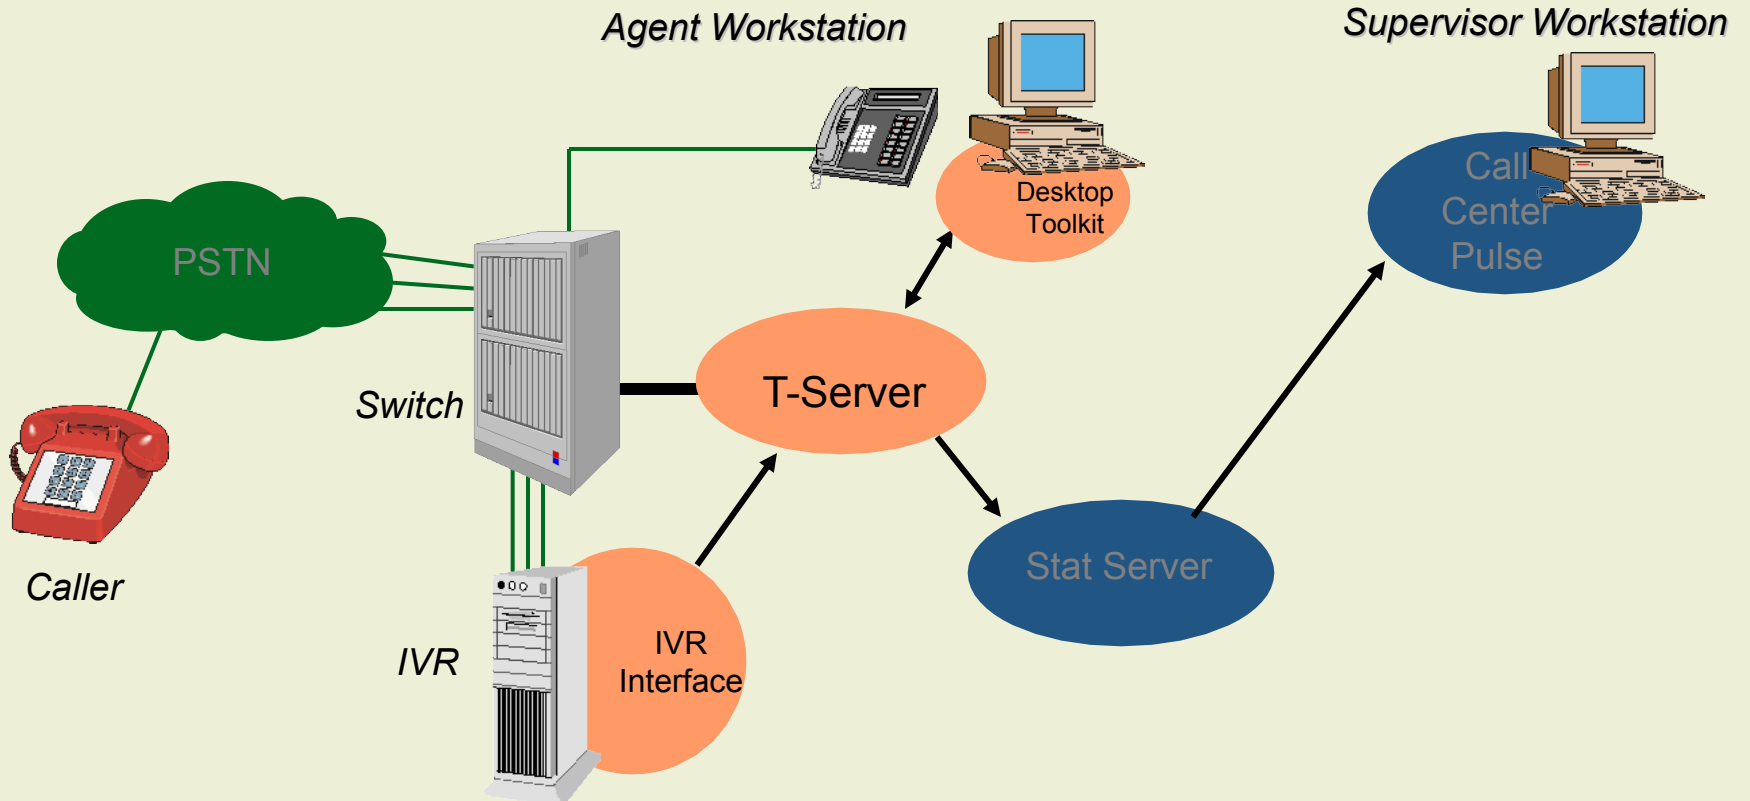 Agent Workstation
Supervisor Workstation
Call
Center
Pulse
Desktop
Toolkit
PSTN
T-Server
Switch
Stat Server
Caller
IVR
IVR
Interface